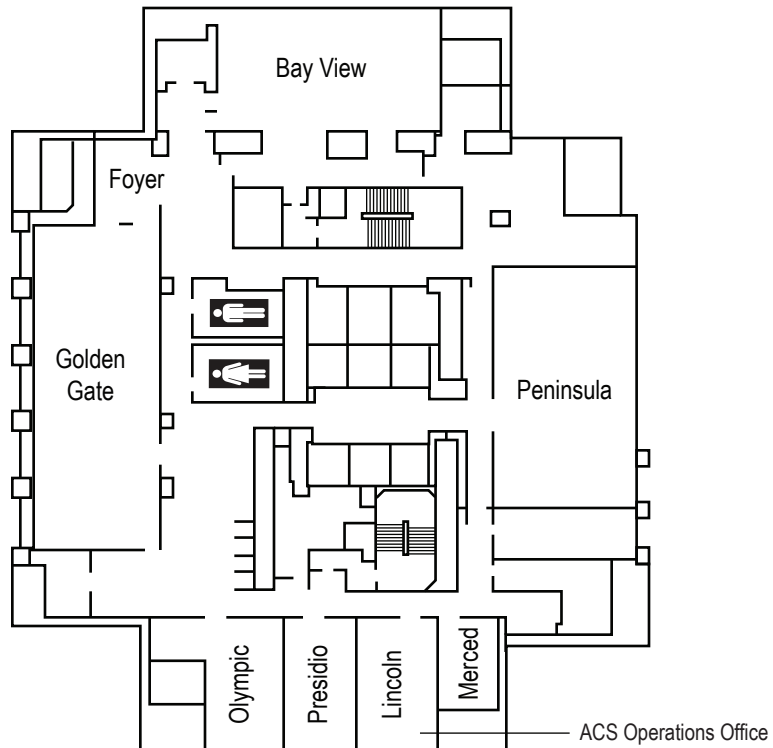 Bay View
Foyer
Golden
Gate
Peninsula
Olympic
Presidio
Lincoln
Merced
ACS Operations Office